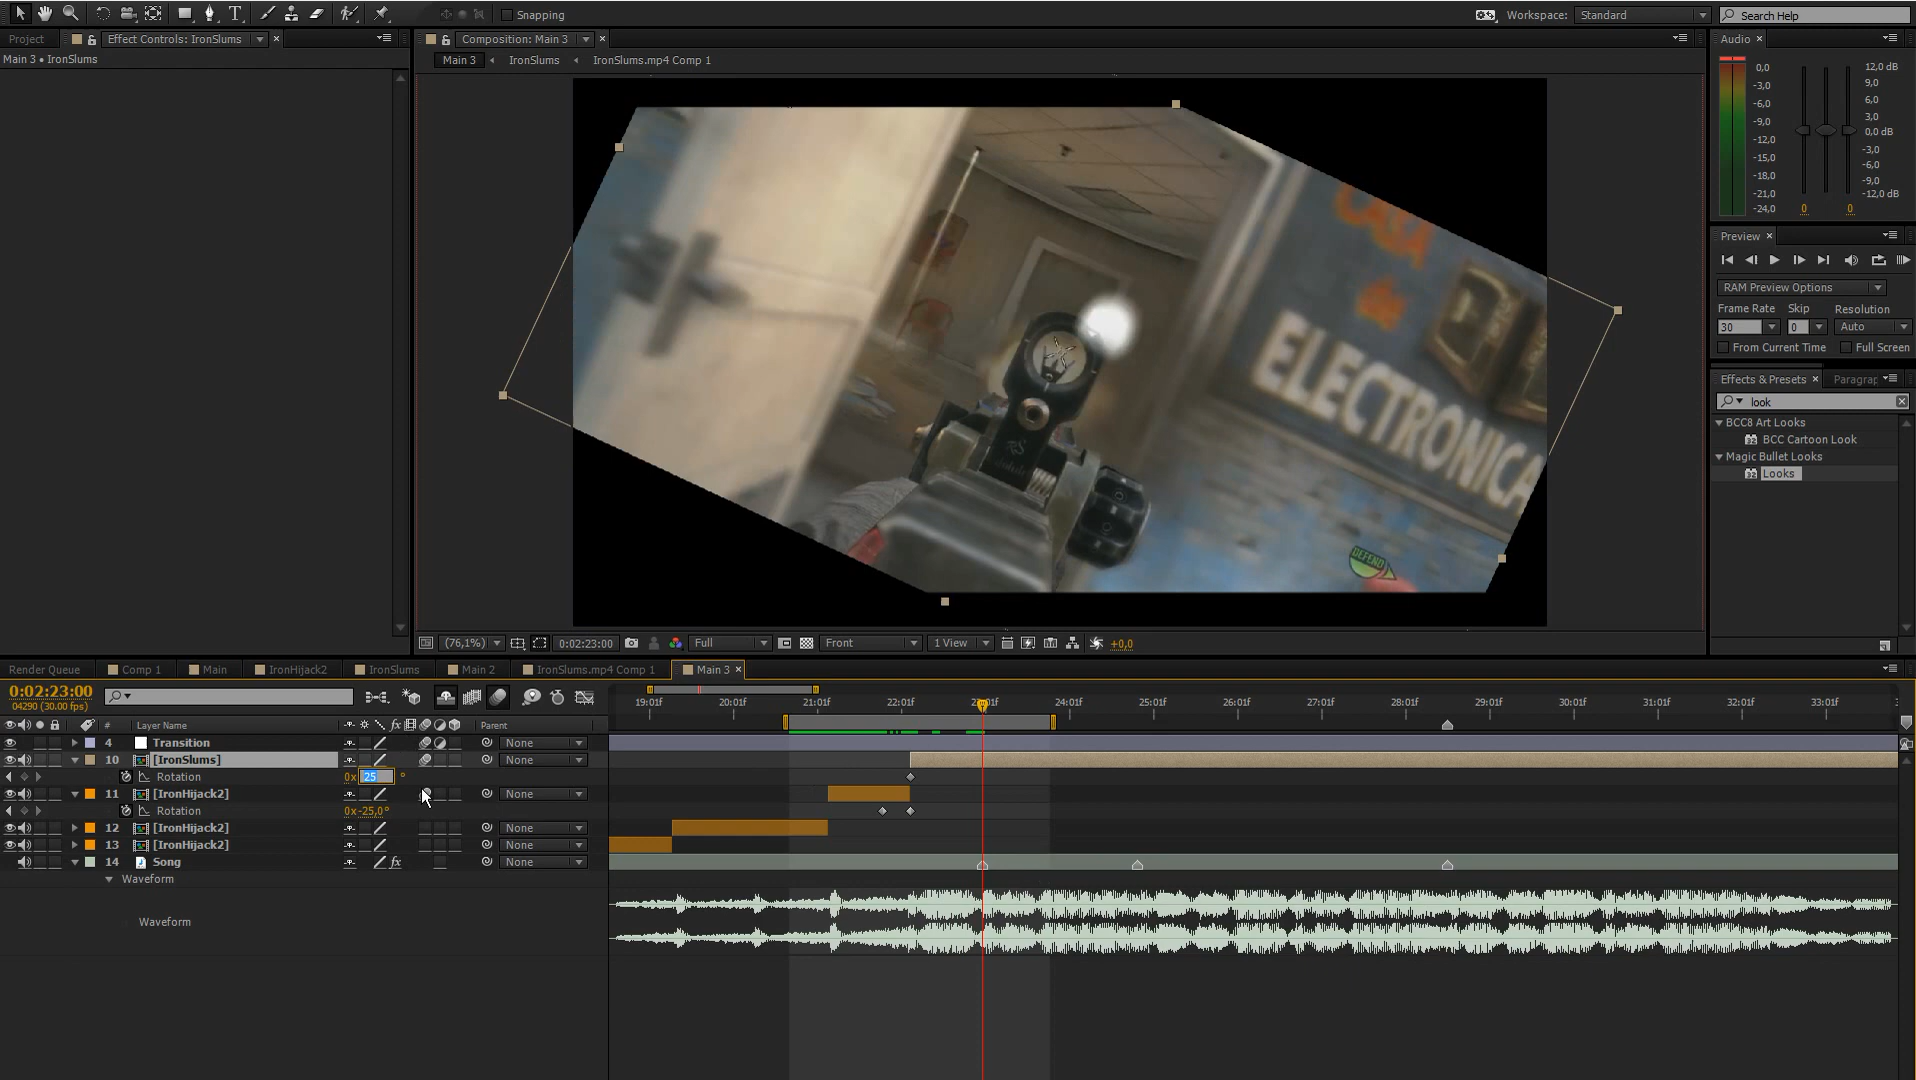 Snapping
Workspace: Standard
Search Help
Project
Effect Controls: IronSlums
Composition: Main 3
Audio
Main 3 • IronSlums
Main 3
IronSlums
IronSlums.mp4 Comp 1
0,0
-3,0
-6,0
-9,0
-12,0
-15,0
-18,0
-21,0
-24,0
12,0 dB
9,0
6,0
3,0
0,0 dB
-3,0
-6,0
-9,0
-12,0 dB
0
0
CASA
de
ELECTRONICA
DEFEND
Preview
RAM Preview Options
Frame Rate
Skip
Resolution
30
0
Auto
From Current Time
Full Screen
Effects & Presets
Paragrap
look
BCC8 Art Looks
BCC Cartoon Look
Magic Bullet Looks
Looks
(76,1%)
0:02:23:00
Full
Front
1 View
+0,0
Render Queue
Comp 1
Main
IronHijack2
IronSlums
Main 2
IronSlums.mp4 Comp 1
Main 3
0:02:23:00
04290 (30.00 fps)
19:01f
20:01f
21:01f
22:01f
23:01f
24:01f
25:01f
26:01f
27:01f
28:01f
29:01f
30:01f
31:01f
32:01f
33:01f
#
Layer Name
fx
Parent
4
Transition
None
10
[IronSlums]
None
Rotation
0x 25 °
11
[IronHijack2]
None
Rotation
0x-25,0°
12
[IronHijack2]
None
13
[IronHijack2]
None
14
Song
fx
None
Waveform
Waveform